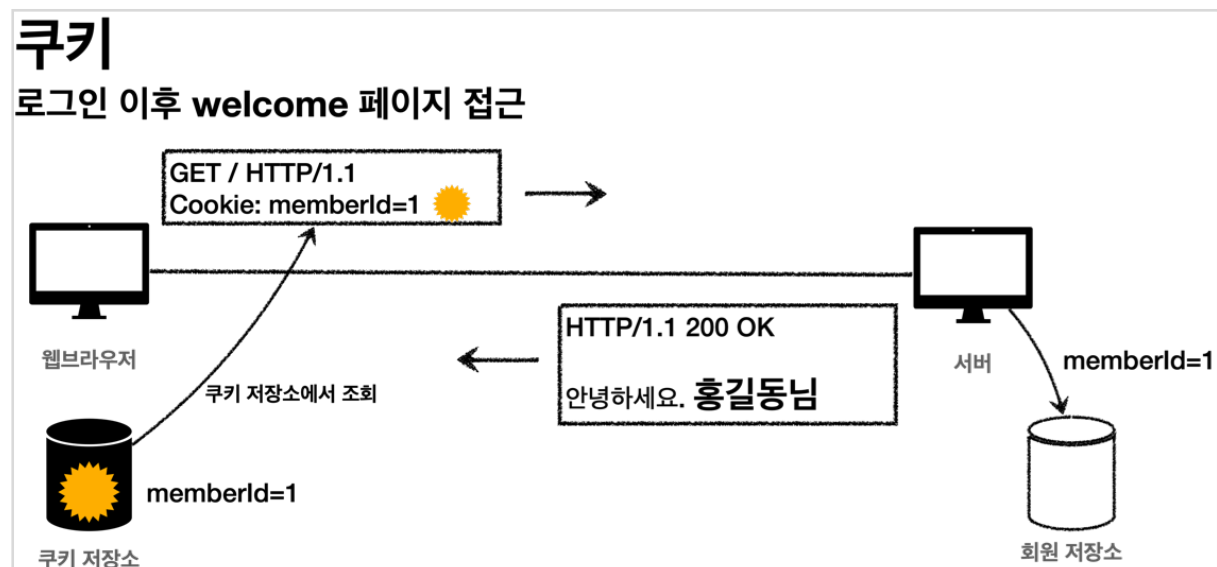 쿠키
로그인 이후 welcome 페이지 접근
GET / HTTP/1.1
Cookie: memberId=1
웹브라우저
HTTP/1.1 200 OK
안녕하세요. 홍길동님
서버
memberId=1
쿠키 저장소에서 조회
memberId=1
쿠키 저장소
회원 저장소